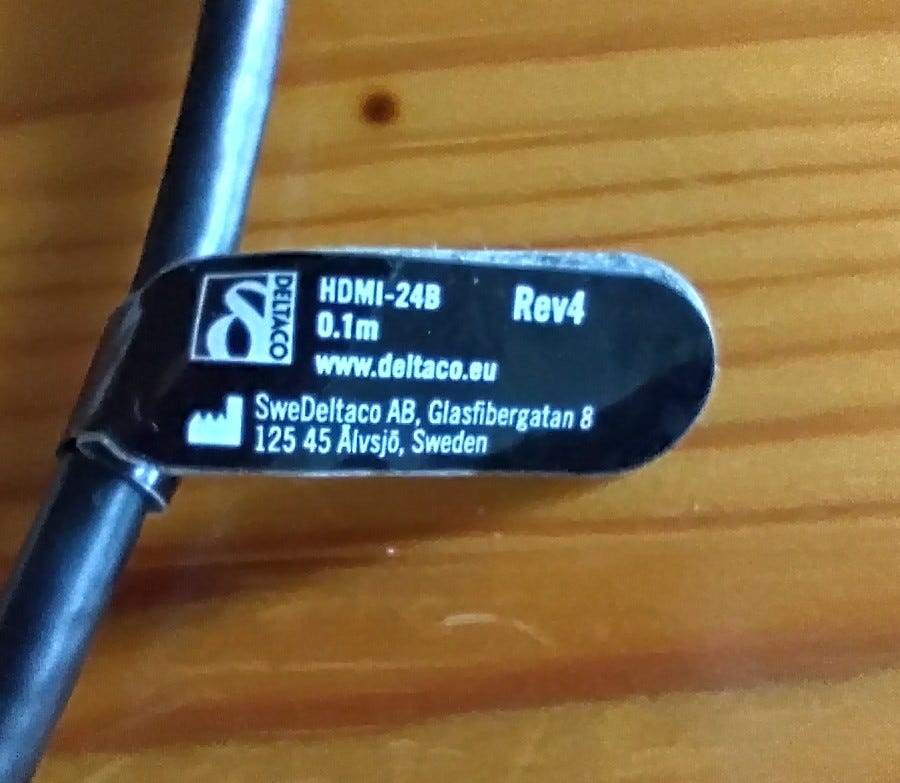 DELTACO
HDMI-24B Rev4
0.1m
www.deltaco.eu
SweDeltaco AB, Glasfibergatan 8
125 45 Älvsjö, Sweden